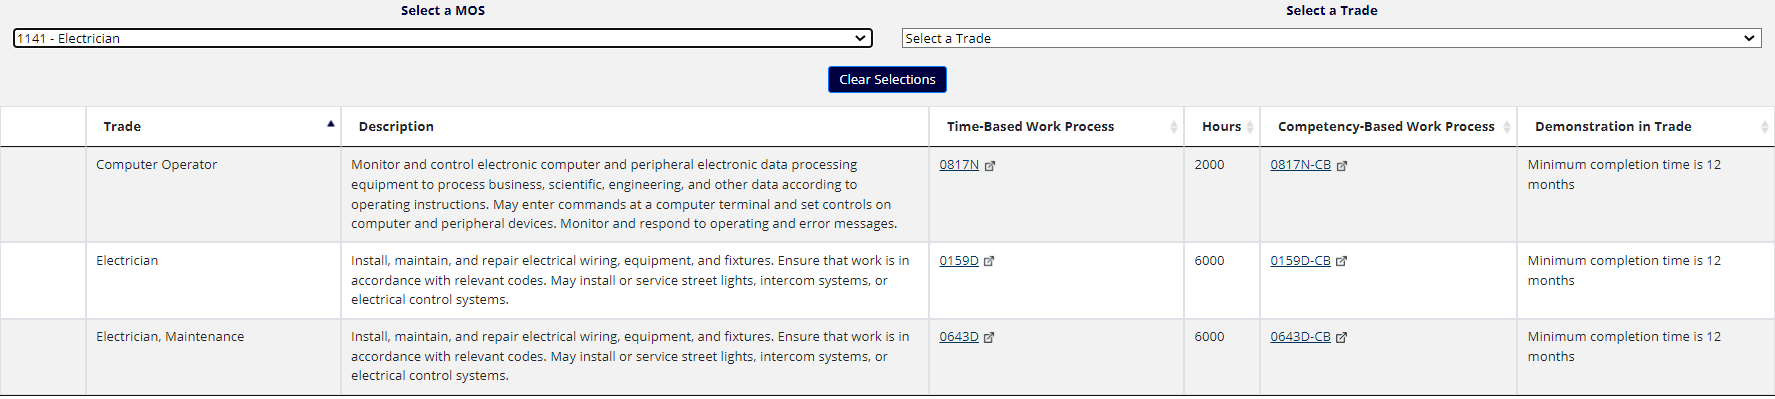 Select a MOS
Select a Trade
1141 - Electrician
Select a Trade
Clear Selections
Trade
Description
Time-Based Work Process
Hours
Competency-Based Work Process
Demonstration in Trade
Computer Operator
Monitor and control electronic computer and peripheral electronic data processing
equipment to process business, scientific, engineering, and other data according to
operating instructions. May enter commands at a computer terminal and set controls on
computer and peripheral devices. Monitor and respond to operating and error messages.
0817N
2000
0817N-CB
Minimum completion time is 12
months
Electrician
Install, maintain, and repair electrical wiring, equipment, and fixtures. Ensure that work is in
accordance with relevant codes. May install or service street lights, intercom systems, or
electrical control systems.
0159D
6000
0159D-CB
Minimum completion time is 12
months
Electrician, Maintenance
Install, maintain, and repair electrical wiring, equipment, and fixtures. Ensure that work is in
accordance with relevant codes. May install or service street lights, intercom systems, or
electrical control systems.
0643D
6000
0643D-CB
Minimum completion time is 12
months